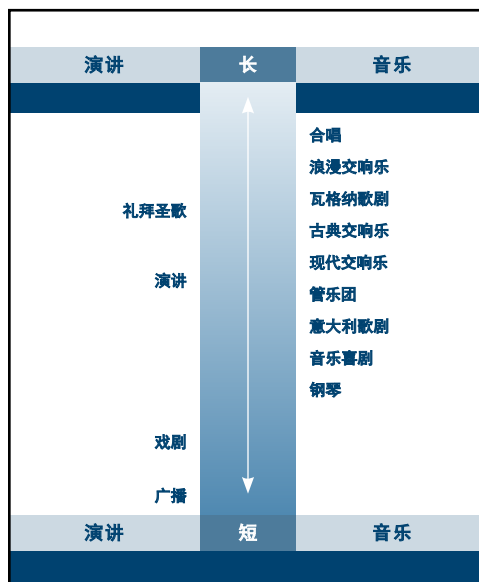 演讲 长 音乐
合唱
浪漫交响乐
瓦格纳歌剧
礼拜圣歌
古典交响乐
现代交响乐
演讲
管乐团
意大利歌剧
音乐喜剧
钢琴
戏剧
广播
演讲 短 音乐